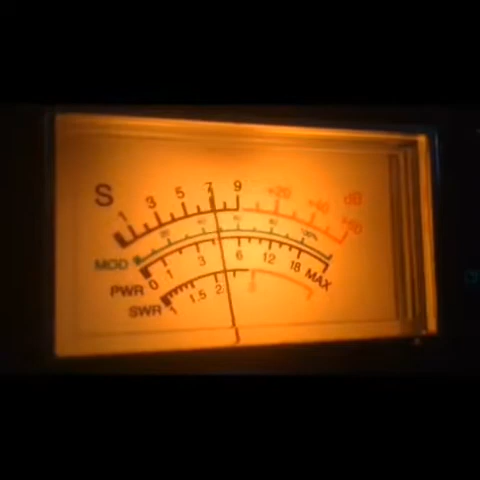 S 1 3 5 7 9 +20 +40 +60 dB
MOD 100%
PWR 0 1 3 6 12 18 MAX
SWR 1 1.5 2